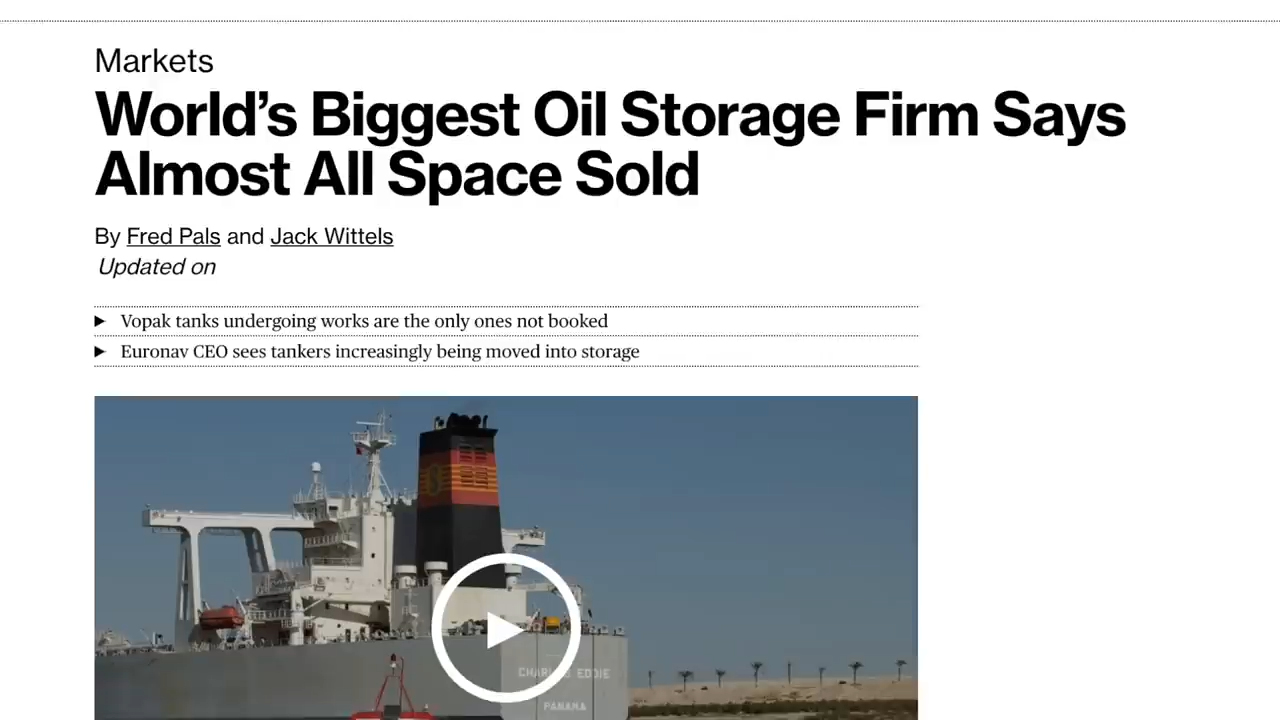 Markets
World's Biggest Oil Storage Firm Says
Almost All Space Sold
By Fred Pals and Jack Wittels
Updated on
Vopak tanks undergoing works are the only ones not booked
Euronav CEO sees tankers increasingly being moved into storage
EDDIE
PANAMA